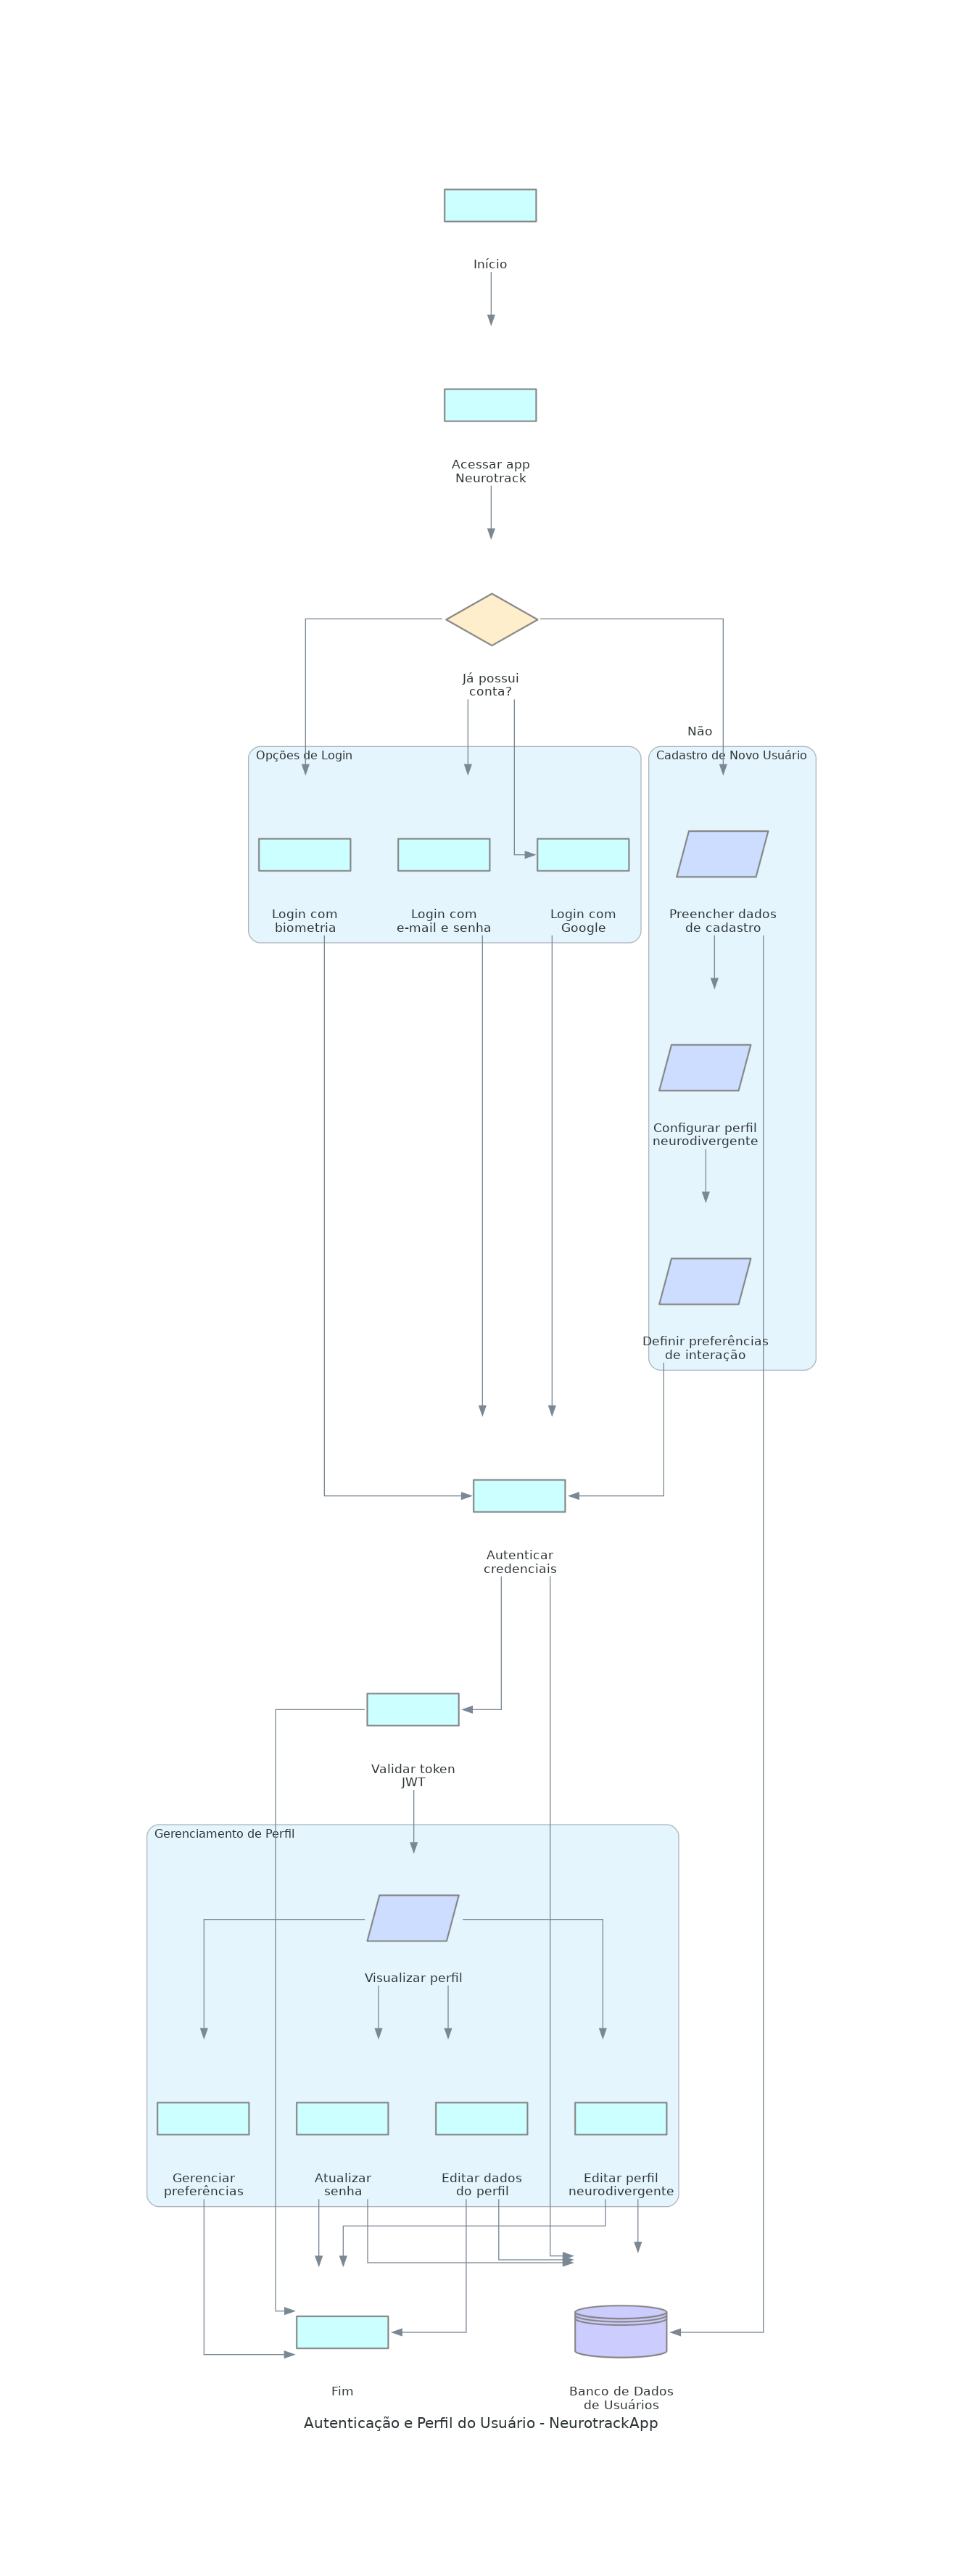 Início
Acessar app
Neurotrack
Já possui
conta?
Não
Opções de Login
Cadastro de Novo Usuário
Login com
biometria
Login com
e-mail e senha
Login com
Google
Preencher dados
de cadastro
Configurar perfil
neurodivergente
Definir preferências
de interação
Autenticar
credenciais
Validar token
JWT
Gerenciamento de Perfil
Visualizar perfil
Gerenciar
preferências
Atualizar
senha
Editar dados
do perfil
Editar perfil
neurodivergente
Fim
Banco de Dados
de Usuários
Autenticação e Perfil do Usuário - NeurotrackApp